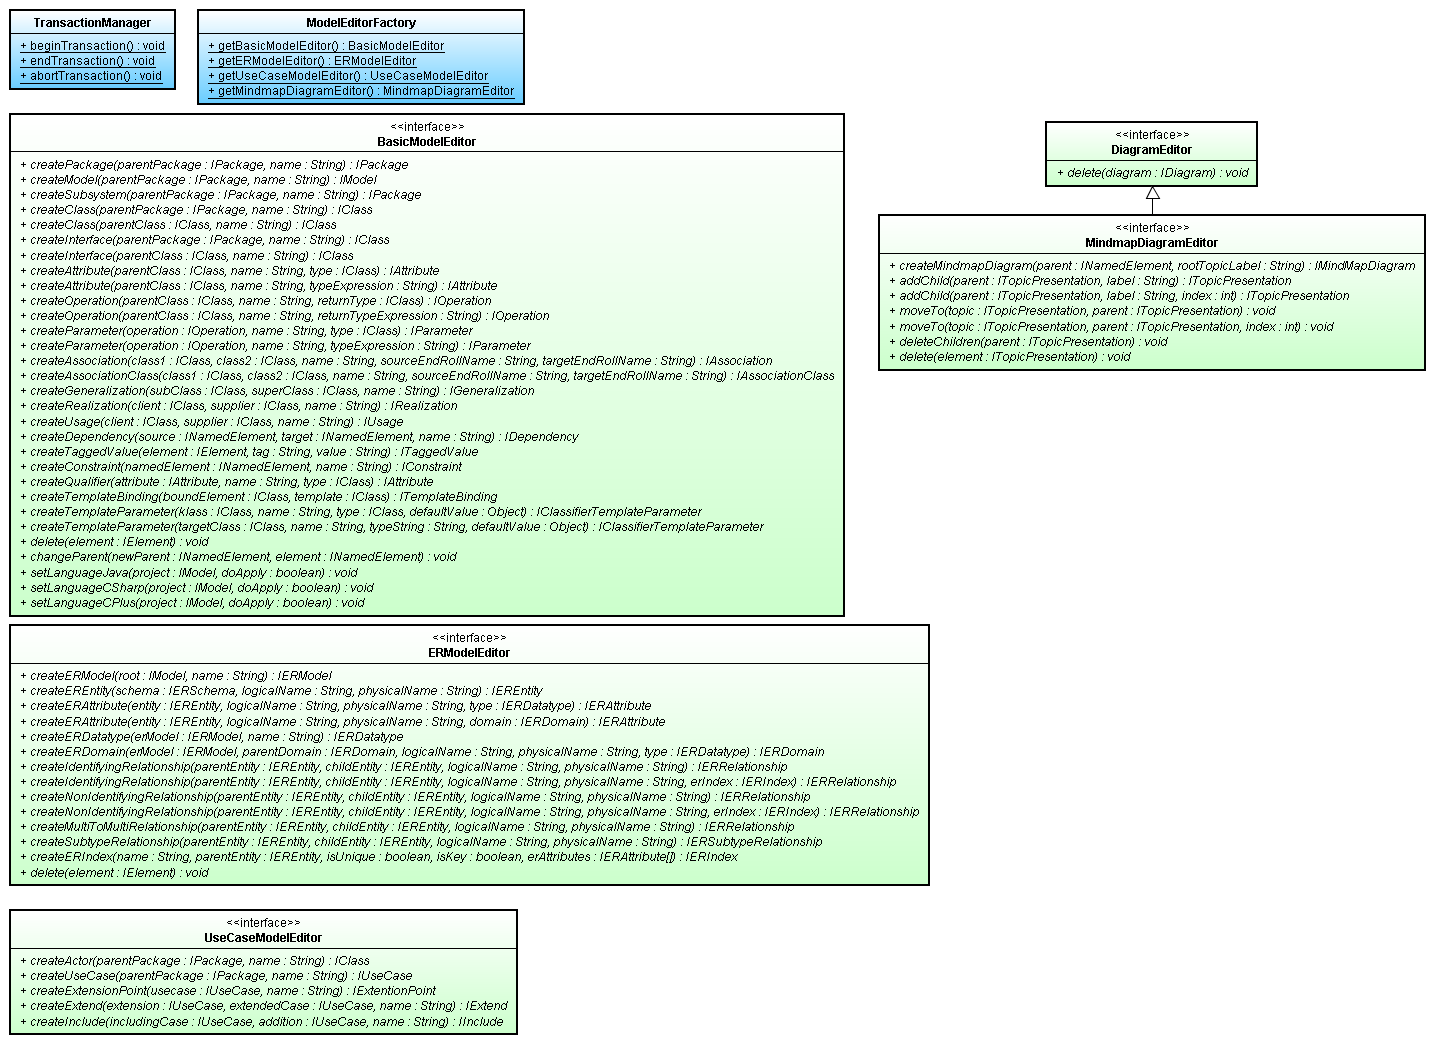 TransactionManager
+ beginTransaction() : void
+ endTransaction() : void
+ abortTransaction() : void
ModelEditorFactory
+ getBasicModelEditor() : BasicModelEditor
+ getERModelEditor() : ERModelEditor
+ getUseCaseModelEditor() : UseCaseModelEditor
+ getMindmapDiagramEditor() : MindmapDiagramEditor
<<interface>>
BasicModelEditor
+ createPackage(parentPackage : IPackage, name : String) : IPackage
+ createModel(parentPackage : IPackage, name : String) : IModel
+ createSubsystem(parentPackage : IPackage, name : String) : IPackage
+ createClass(parentPackage : IPackage, name : String) : IClass
+ createClass(parentClass : IClass, name : String) : IClass
+ createInterface(parentPackage : IPackage, name : String) : IClass
+ createInterface(parentClass : IClass, name : String) : IClass
+ createAttribute(parentClass : IClass, name : String, type : IClass) : IAttribute
+ createAttribute(parentClass : IClass, name : String, typeExpression : String) : IAttribute
+ createOperation(parentClass : IClass, name : String, returnType : IClass) : IOperation
+ createOperation(parentClass : IClass, name : String, returnTypeExpression : String) : IOperation
+ createParameter(operation : IOperation, name : String, type : IClass) : IParameter
+ createParameter(operation : IOperation, name : String, typeExpression : String) : IParameter
+ createAssociation(class1 : IClass, class2 : IClass, name : String, sourceEndRollName : String, targetEndRollName : String) : IAssociation
+ createAssociationClass(class1 : IClass, class2 : IClass, name : String, sourceEndRollName : String, targetEndRollName : String) : IAssociationClass
+ createGeneralization(subClass : IClass, superClass : IClass, name : String) : IGeneralization
+ createRealization(client : IClass, supplier : IClass, name : String) : IRealization
+ createUsage(client : IClass, supplier : IClass, name : String) : IUsage
+ createDependency(source : INamedElement, target : INamedElement, name : String) : IDependency
+ createTaggedValue(element : IElement, tag : String, value : String) : ITaggedValue
+ createConstraint(namedElement : INamedElement, name : String) : IConstraint
+ createQualifier(attribute : IAttribute, name : String, type : IClass) : IAttribute
+ createTemplateBinding(boundElement : IClass, template : IClass) : ITemplateBinding
+ createTemplateParameter(klass : IClass, name : String, type : IClass, defaultValue : Object) : IClassifierTemplateParameter
+ createTemplateParameter(targetClass : IClass, name : String, typeString : String, defaultValue : Object) : IClassifierTemplateParameter
+ delete(element : IElement) : void
+ changeParent(newParent : INamedElement, element : INamedElement) : void
+ setLanguageJava(project : IModel, doApply : boolean) : void
+ setLanguageCSharp(project : IModel, doApply : boolean) : void
+ setLanguageCPlus(project : IModel, doApply : boolean) : void
<<interface>>
DiagramEditor
+ delete(diagram : IDiagram) : void
<<interface>>
MindmapDiagramEditor
+ createMindmapDiagram(parent : INamedElement, rootTopicLabel : String) : IMindMapDiagram
+ addChild(parent : ITopicPresentation, label : String) : ITopicPresentation
+ addChild(parent : ITopicPresentation, label : String, index : int) : ITopicPresentation
+ moveTo(topic : ITopicPresentation, parent : ITopicPresentation) : void
+ moveTo(topic : ITopicPresentation, parent : ITopicPresentation, index : int) : void
+ deleteChildren(parent : ITopicPresentation) : void
+ delete(element : ITopicPresentation) : void
<<interface>>
ERModelEditor
+ createERModel(root : IModel, name : String) : IERModel
+ createEREntity(schema : IERSchema, logicalName : String, physicalName : String) : IEREntity
+ createERAttribute(entity : IEREntity, logicalName : String, physicalName : String, type : IERDatatype) : IERAttribute
+ createERAttribute(entity : IEREntity, logicalName : String, physicalName : String, domain : IERDomain) : IERAttribute
+ createERDatatype(erModel : IERModel, name : String) : IERDatatype
+ createERDomain(erModel : IERModel, parentDomain : IERDomain, logicalName : String, physicalName : String, type : IERDatatype) : IERDomain
+ createIdentifyingRelationship(parentEntity : IEREntity, childEntity : IEREntity, logicalName : String, physicalName : String) : IERRelationship
+ createIdentifyingRelationship(parentEntity : IEREntity, childEntity : IEREntity, logicalName : String, physicalName : String, erIndex : IERIndex) : IERRelationship
+ createNonIdentifyingRelationship(parentEntity : IEREntity, childEntity : IEREntity, logicalName : String, physicalName : String) : IERRelationship
+ createNonIdentifyingRelationship(parentEntity : IEREntity, childEntity : IEREntity, logicalName : String, physicalName : String, erIndex : IERIndex) : IERRelationship
+ createMultiToMultiRelationship(parentEntity : IEREntity, childEntity : IEREntity, logicalName : String, physicalName : String) : IERRelationship
+ createSubtypeRelationship(parentEntity : IEREntity, childEntity : IEREntity, logicalName : String, physicalName : String) : IERSubtypeRelationship
+ createERIndex(name : String, parentEntity : IEREntity, isUnique : boolean, isKey : boolean, erAttributes : IERAttribute[]) : IERIndex
+ delete(element : IElement) : void
<<interface>>
UseCaseModelEditor
+ createActor(parentPackage : IPackage, name : String) : IClass
+ createUseCase(parentPackage : IPackage, name : String) : IUseCase
+ createExtensionPoint(usecase : IUseCase, name : String) : IExtentionPoint
+ createExtend(extension : IUseCase, extendedCase : IUseCase, name : String) : IExtend
+ createInclude(includingCase : IUseCase, addition : IUseCase, name : String) : IInclude